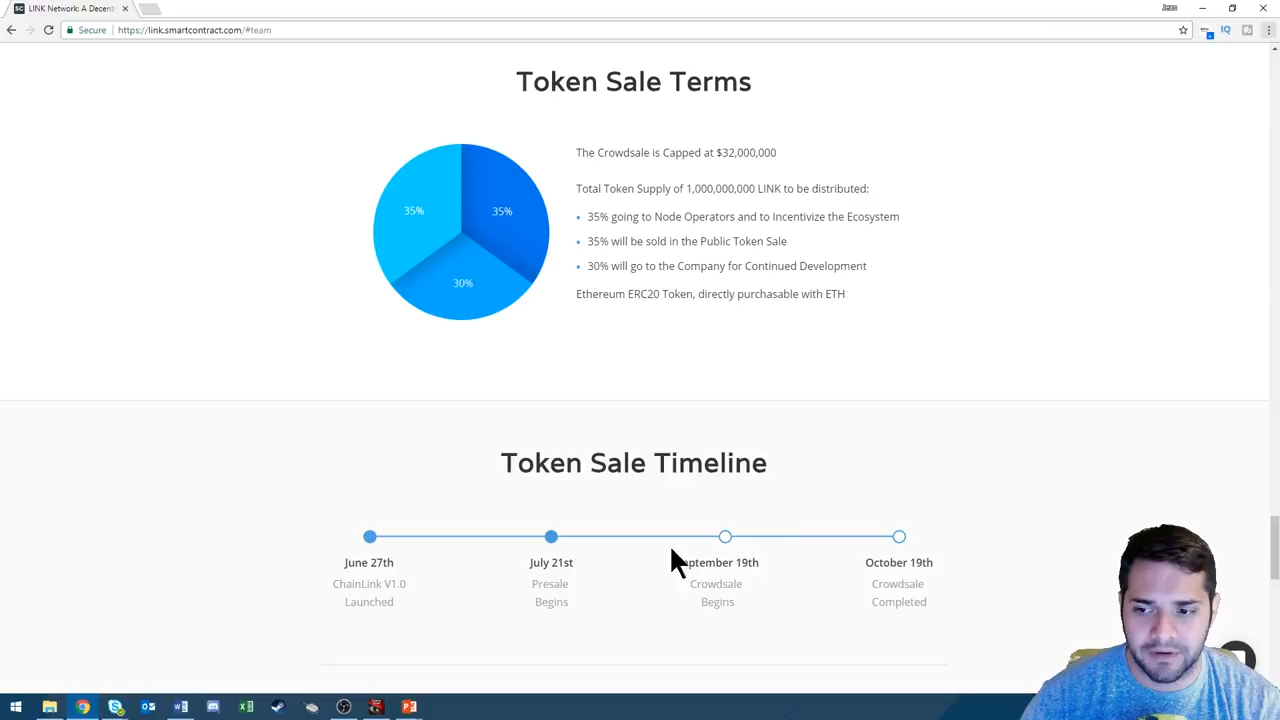 LINK Network: A Decent
Secure
https://link.smartcontract.com/#team
Token Sale Terms
35%
35%
30%
The Crowdsale is Capped at $32,000,000
Total Token Supply of 1,000,000,000 LINK to be distributed:
35% going to Node Operators and to Incentivize the Ecosystem
35% will be sold in the Public Token Sale
30% will go to the Company for Continued Development
Ethereum ERC20 Token, directly purchasable with ETH
Token Sale Timeline
June 27th
July 21st
September 19th
October 19th
ChainLink V1.0
Launched
Presale
Begins
Crowdsale
Begins
Crowdsale
Completed